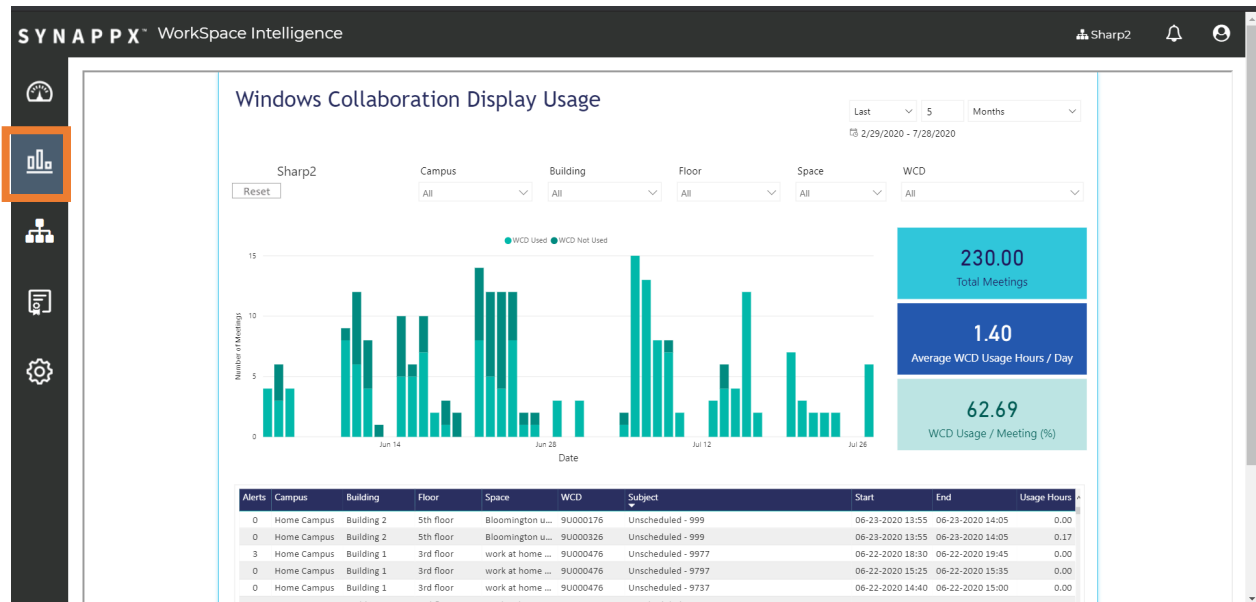 SYNAPPX™ WorkSpace Intelligence
Sharp2
Windows Collaboration Display Usage
Last 5 Months
2/29/2020 - 7/28/2020
Sharp2 Campus Building Floor Space WCD
Reset All All All All All
WCD Used WCD Not Used
15
10
5
0
Number of Meetings
Jun 14 Jun 28 Jul 12 Jul 26
Date
230.00
Total Meetings
1.40
Average WCD Usage Hours / Day
62.69
WCD Usage / Meeting (%)
Alerts Campus Building Floor Space WCD Subject Start End Usage Hours
0 Home Campus Building 2 5th floor Bloomington u... 9U000176 Unscheduled - 999 06-23-2020 13:55 06-23-2020 14:05 0.00
0 Home Campus Building 2 5th floor Bloomington u... 9U000326 Unscheduled - 999 06-23-2020 13:55 06-23-2020 14:05 0.17
3 Home Campus Building 1 3rd floor work at home ... 9U000476 Unscheduled - 9977 06-22-2020 18:30 06-22-2020 19:45 0.00
0 Home Campus Building 1 3rd floor work at home ... 9U000476 Unscheduled - 9797 06-22-2020 15:25 06-22-2020 15:35 0.00
0 Home Campus Building 1 3rd floor work at home ... 9U000476 Unscheduled - 9737 06-22-2020 14:40 06-22-2020 15:00 0.00